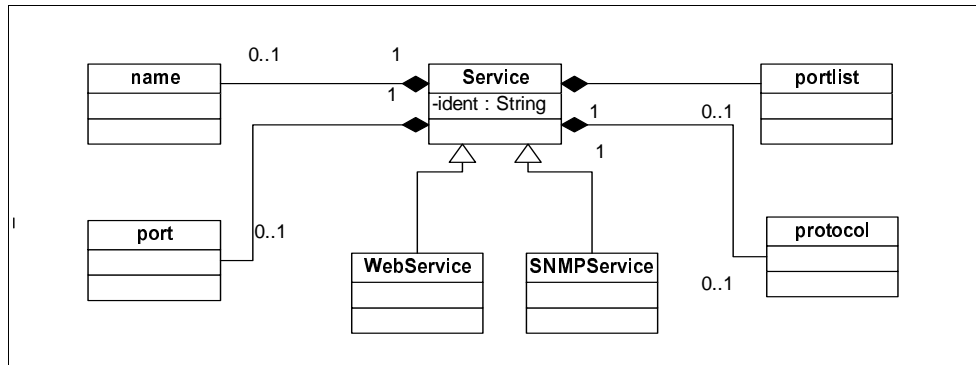 0..1
1
name
Service
portlist
1
-ident : String
1
0..1
1
port
0..1
protocol
WebService
SNMPService
0..1